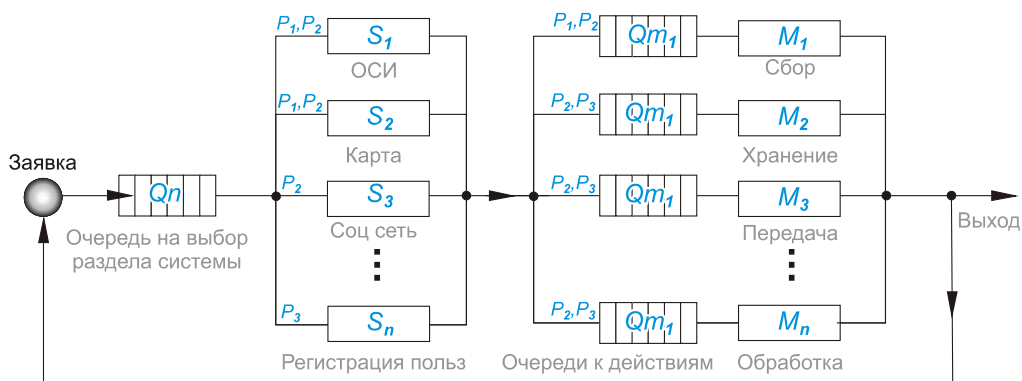 Заявка
Qn
Очередь на выбор
раздела системы
P1,P2
S1
ОСИ
P1,P2
S2
Карта
P2
S3
Соц сеть
P3
Sn
Регистрация польз
P1,P2
Qm1
M1
Сбор
P2,P3
Qm1
M2
Хранение
P2,P3
Qm1
M3
Передача
P2,P3
Qm1
Mn
Очереди к действиям
Обработка
Выход